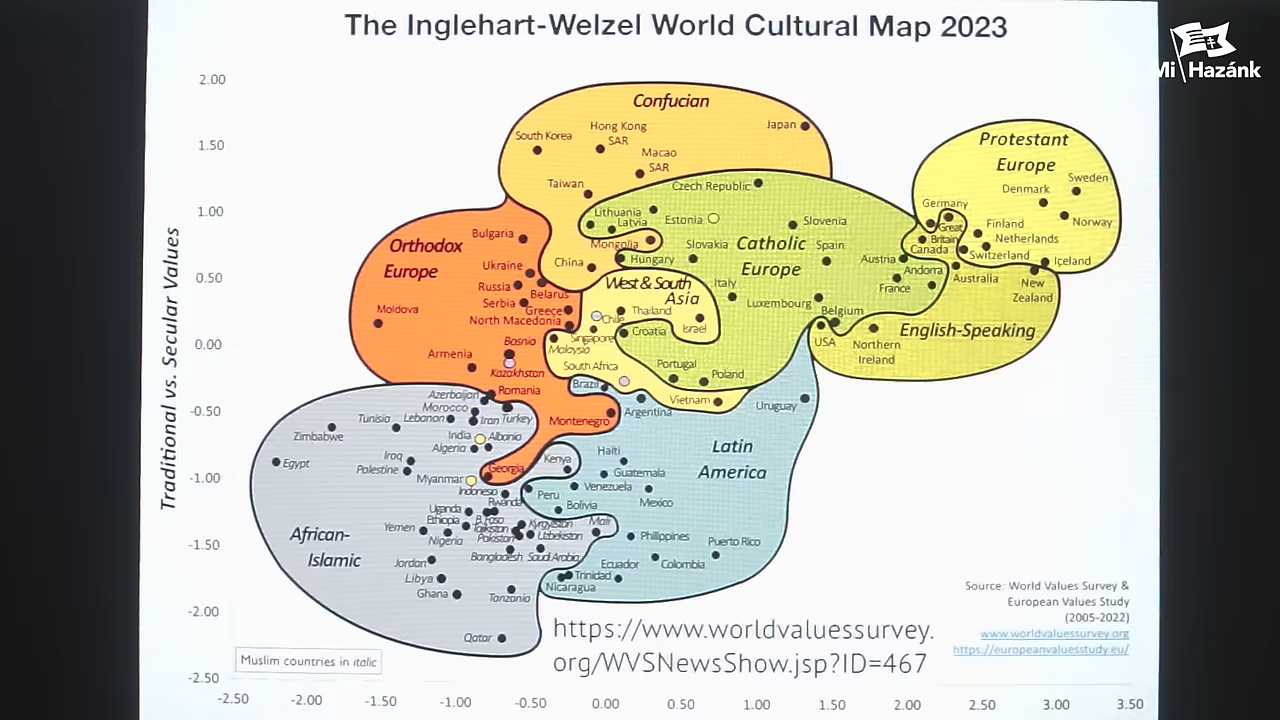 The Inglehart-Welzel World Cultural Map 2023
Mi Hazánk
Traditional vs. Secular Values
2.00
1.50
1.00
0.50
0.00
-0.50
-1.00
-1.50
-2.00
-2.50
-2.50
-2.00
-1.50
-1.00
-0.50
0.00
0.50
1.00
1.50
2.00
2.50
3.00
3.50
Confucian
South Korea
Hong Kong
SAR
Macao
SAR
Japan
Taiwan
Mongolia
China
Protestant
Europe
Sweden
Denmark
Norway
Germany
Finland
Netherlands
Switzerland
Iceland
Catholic
Europe
Czech Republic
Lithuania
Latvia
Estonia
Slovenia
Hungary
Slovakia
Spain
Austria
Andorra
France
Italy
Luxembourg
Belgium
Croatia
Portugal
Poland
English-Speaking
Great
Britain
Canada
Australia
New
Zealand
USA
Northern
Ireland
Orthodox
Europe
Bulgaria
Ukraine
Russia
Belarus
Serbia
Greece
North Macedonia
Moldova
Bosnia
Armenia
Kazakhstan
Romania
Montenegro
Georgia
West & South
Asia
Chile
Thailand
Israel
Singapore
Malaysia
South Africa
Vietnam
Latin
America
Brazil
Argentina
Uruguay
Haiti
Guatemala
Venezuela
Mexico
Peru
Bolivia
Philippines
Puerto Rico
Ecuador
Colombia
Trinidad
Nicaragua
African-
Islamic
Azerbaijan
Morocco
Tunisia
Lebanon
Iran
Turkey
Zimbabwe
India
Albania
Algeria
Egypt
Iraq
Palestine
Myanmar
Kenya
Indoneso
Rwanda
Uganda
Ethiopia
B.Faso
Yemen
Nigeria
Tajikistan
Kyrgyzstan
Mali
Pakistan
Uzbekistan
Bangladesh
Saudi Arabia
Jordan
Libya
Ghana
Tanzania
Qatar
Muslim countries in italic
https://www.worldvaluessurvey.
org/WVSNewsShow.jsp?ID=467
Source: World Values Survey &
European Values Study
(2005-2022)
www.worldvaluessurvey.org
https://europeanvaluesstudy.eu/